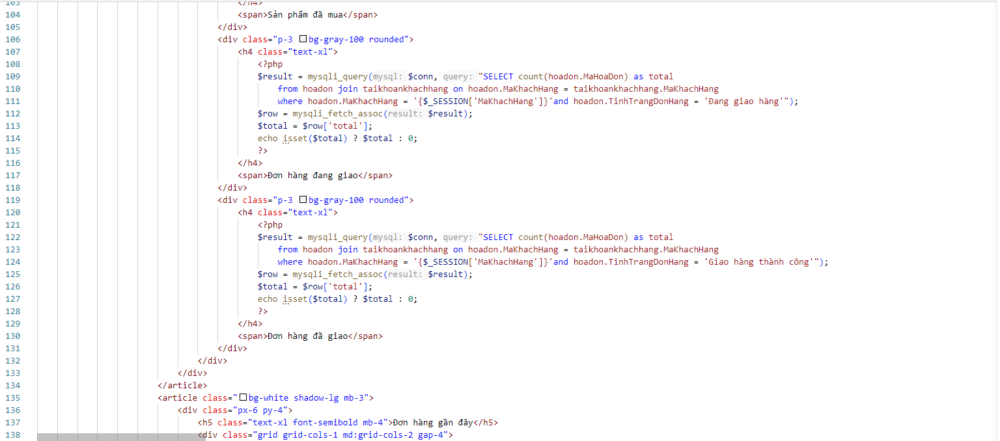 103 </h4>
104 <span>Sản phẩm đã mua</span>
105 </div>
106 <div class="p-3 bg-gray-100 rounded">
107 <h4 class="text-xl">
108 <?php
109 $result = mysqli_query(mysql: $conn, query: "SELECT count(hoadon.MaHoaDon) as total
110 from hoadon join taikhoankhachhang on hoadon.MaKhachHang = taikhoankhachhang.MaKhachHang
111 where hoadon.MaKhachHang = '{$_SESSION['MaKhachHang']}'and hoadon.TinhTrangDonHang = 'Đang giao hàng'");
112 $row = mysqli_fetch_assoc(result: $result);
113 $total = $row['total'];
114 echo isset($total) ? $total : 0;
115 ?>
116 </h4>
117 <span>Đơn hàng đang giao</span>
118 </div>
119 <div class="p-3 bg-gray-100 rounded">
120 <h4 class="text-xl">
121 <?php
122 $result = mysqli_query(mysql: $conn, query: "SELECT count(hoadon.MaHoaDon) as total
123 from hoadon join taikhoankhachhang on hoadon.MaKhachHang = taikhoankhachhang.MaKhachHang
124 where hoadon.MaKhachHang = '{$_SESSION['MaKhachHang']}'and hoadon.TinhTrangDonHang = 'Giao hàng thành công'");
125 $row = mysqli_fetch_assoc(result: $result);
126 $total = $row['total'];
127 echo isset($total) ? $total : 0;
128 ?>
129 </h4>
130 <span>Đơn hàng đã giao</span>
131 </div>
132 </div>
133 </div>
134 </article>
135 <article class="bg-white shadow-lg mb-3">
136 <div class="px-6 py-4">
137 <h5 class="text-xl font-semibold mb-4">Đơn hàng gần đây</h5>
138 <div class="grid grid-cols-1 md:grid-cols-2 gap-4">